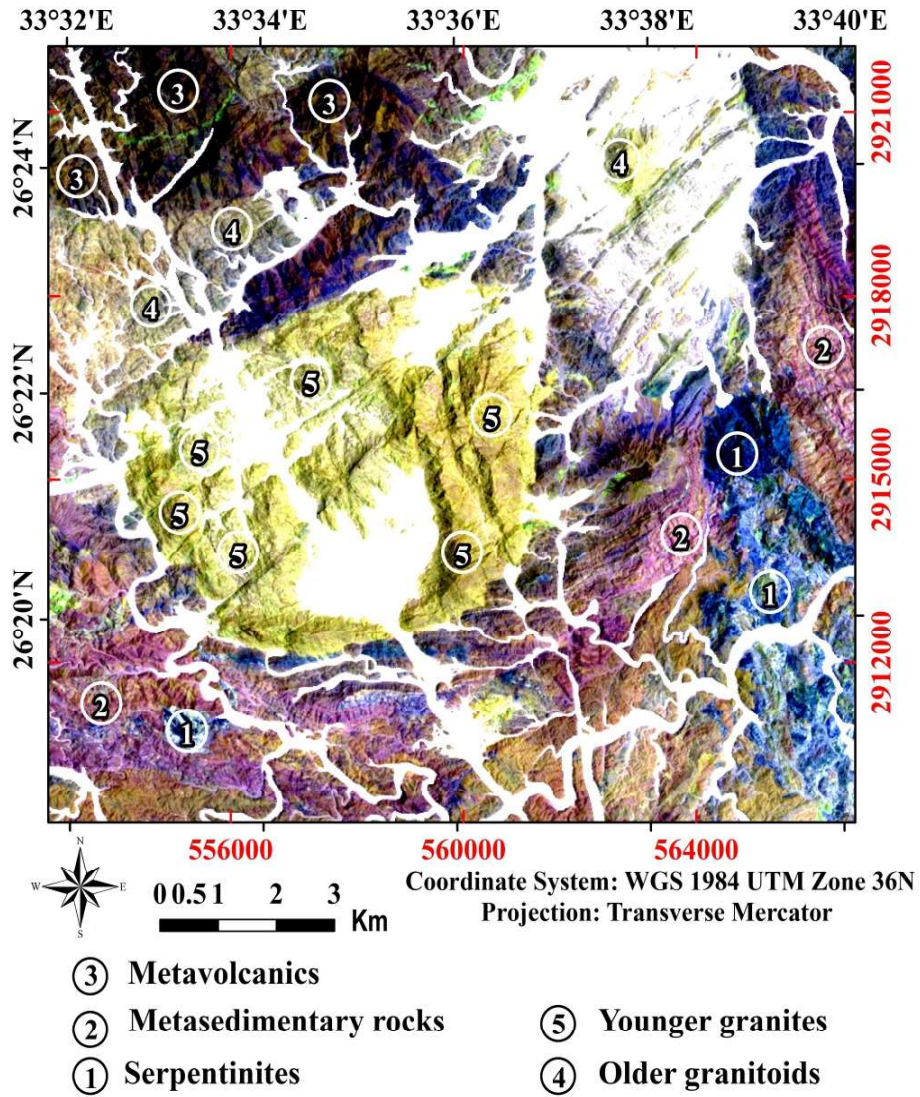 33°32'E 33°34'E 33°36'E 33°38'E 33°40'E
3
3
2921000
4
26°24'N
3
4
4
2918000
2
26°22'N
5
5
5
1
2915000
5
2
5
5
1
26°20'N
2912000
2
1
556000 560000 564000
N
W E
S
0 0.5 1 2 3
Km
Coordinate System: WGS 1984 UTM Zone 36N
Projection: Transverse Mercator
3 Metavolcanics
2 Metasedimentary rocks
1 Serpentinites
5 Younger granites
4 Older granitoids